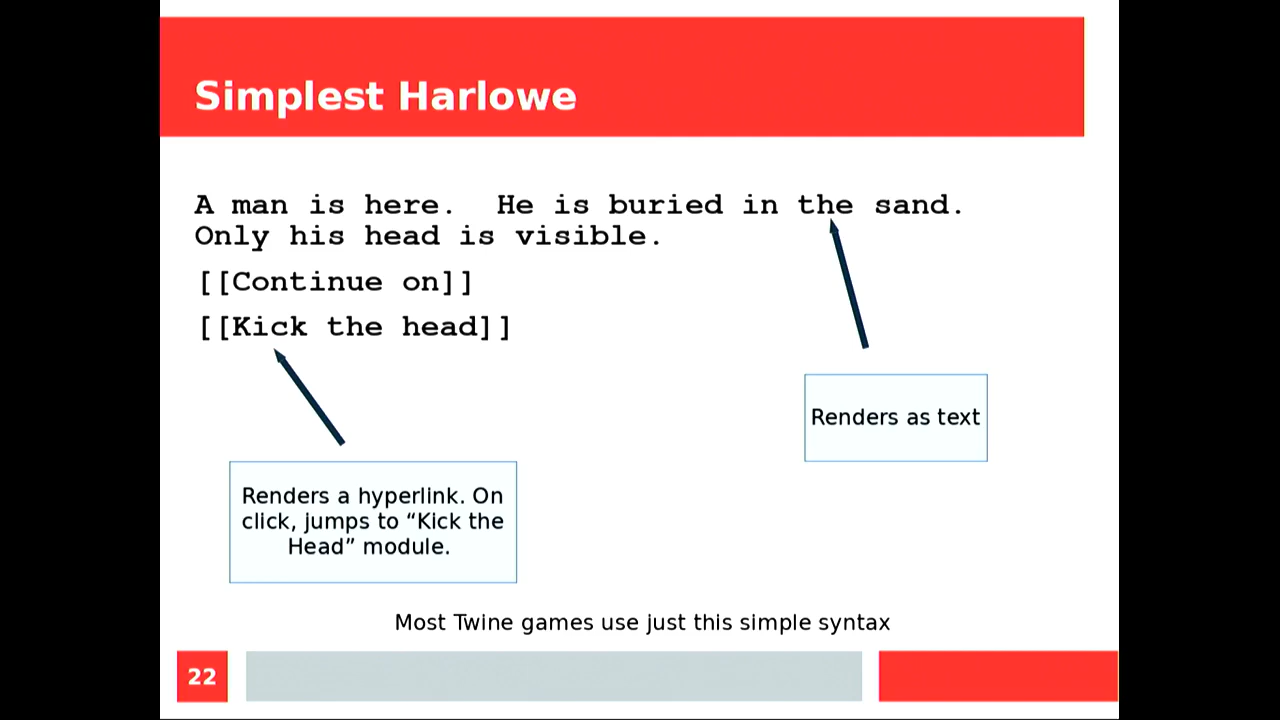 Simplest Harlowe
A man is here.  He is buried in the sand.
Only his head is visible.
[[Continue on]]
[[Kick the head]]
Renders as text
Renders a hyperlink. On
click, jumps to “Kick the
Head” module.
Most Twine games use just this simple syntax
22